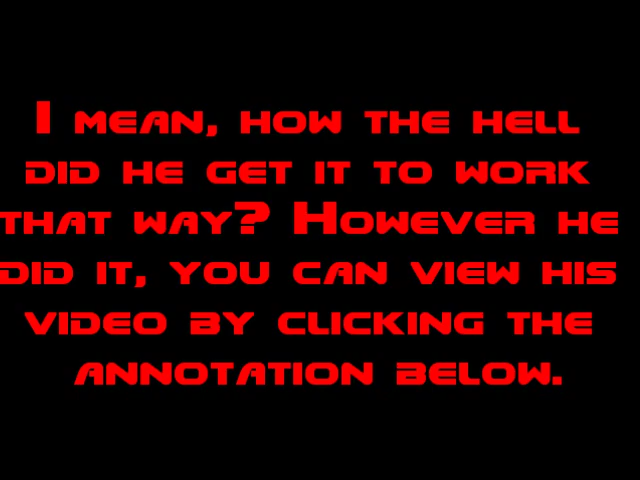 I mean, how the hell
did he get it to work
that way? However he
did it, you can view his
video by clicking the
annotation below.